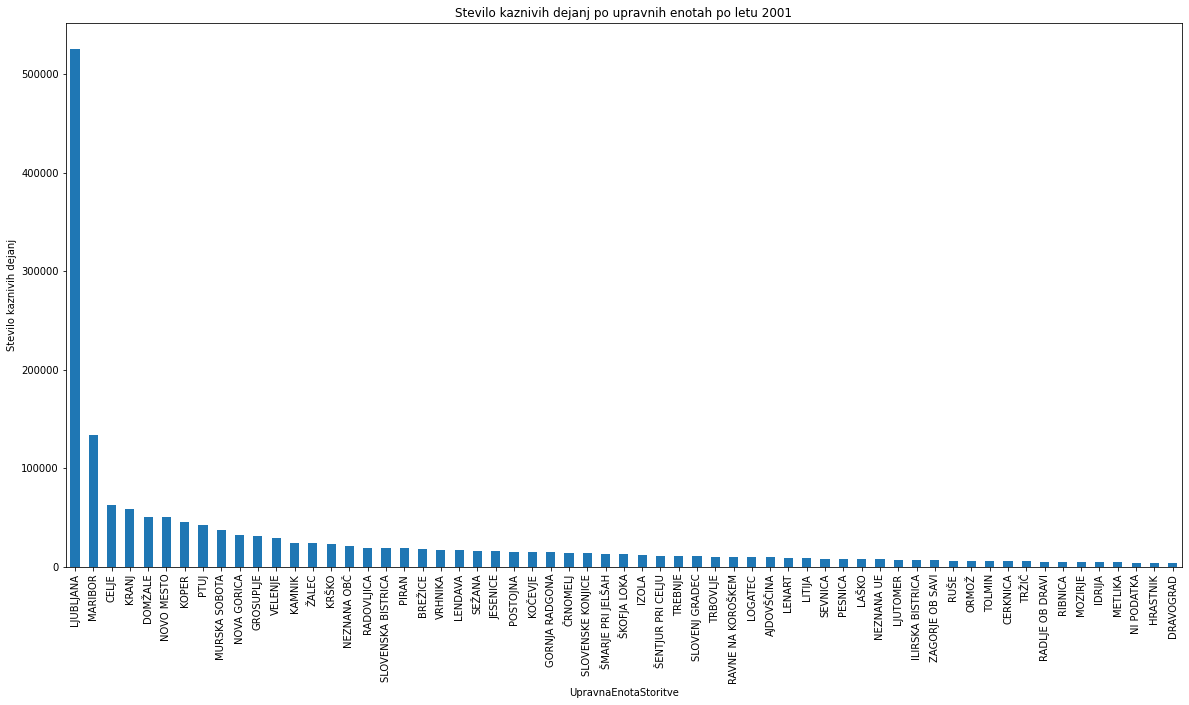 Stevilo kaznivih dejanj po upravnih enotah po letu 2001
Stevilo kaznivih dejanj
500000
400000
300000
200000
100000
0
LJUBLJANA
MARIBOR
CELJE
KRANJ
DOMŽALE
NOVO MESTO
KOPER
PTUJ
MURSKA SOBOTA
NOVA GORICA
GROSUPLJE
VELENJE
KAMNIK
ŽALEC
KRŠKO
NEZNANA OBČ
RADOVLJICA
SLOVENSKA BISTRICA
PIRAN
BREŽICE
VRHNIKA
LENDAVA
SEŽANA
JESENICE
POSTOJNA
KOČEVJE
GORNJA RADGONA
ČRNOMELJ
SLOVENSKE KONJICE
ŠMARJE PRI JELŠAH
ŠKOFJA LOKA
IZOLA
ŠENTJUR PRI CELJU
TREBNJE
SLOVENJ GRADEC
TRBOVLJE
RAVNE NA KOROŠKEM
LOGATEC
AJDOVŠČINA
LENART
LITIJA
SEVNICA
PESNICA
LAŠKO
NEZNANA UE
LJUTOMER
ILIRSKA BISTRICA
ZAGORJE OB SAVI
RUŠE
ORMOŽ
TOLMIN
CERKNICA
TRŽIČ
RADLJE OB DRAVI
RIBNICA
MOZIRJE
IDRIJA
METLIKA
NI PODATKA
HRASTNIK
DRAVOGRAD
UpravnaEnotaStoritve